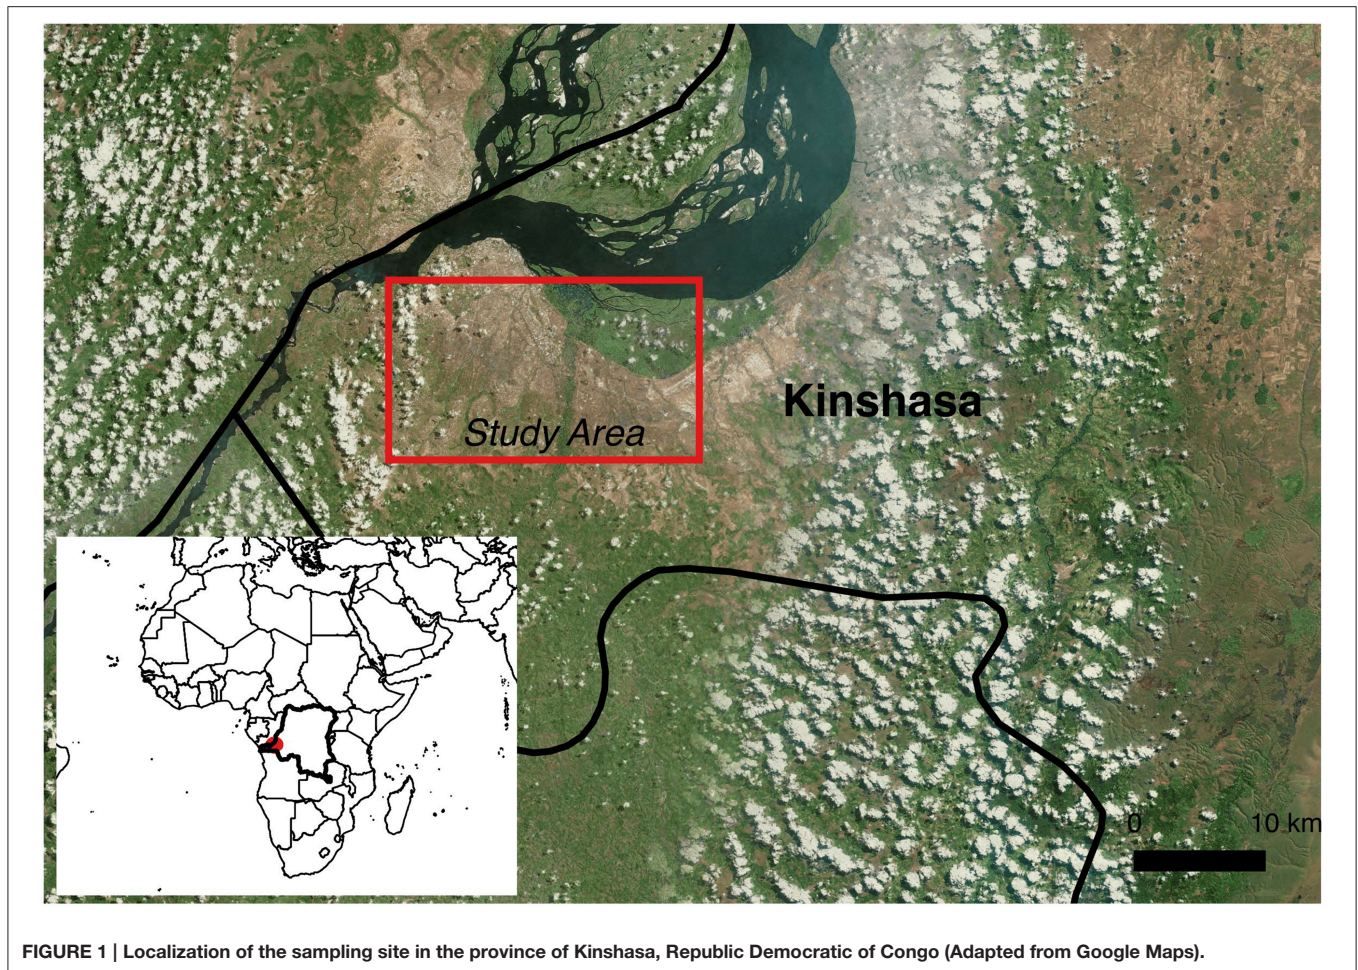 Kinshasa
Study Area
0 10 km
FIGURE 1 | Localization of the sampling site in the province of Kinshasa, Republic Democratic of Congo (Adapted from Google Maps).